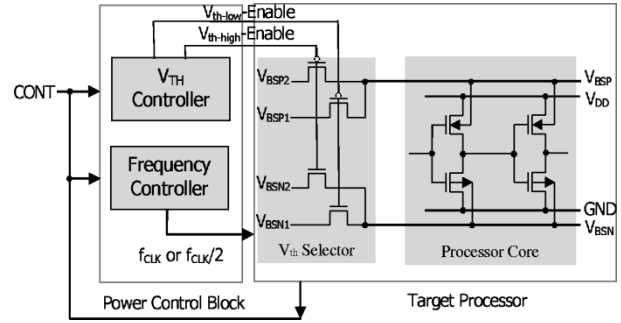 Vth-low-Enable
Vth-high-Enable
CONT
VTH
Controller
Frequency
Controller
fCLK or fCLK/2
Power Control Block
VBSP2
VBSP1
VBSN2
VBSN1
Vth Selector
Processor Core
VBSP
VDD
GND
VBSN
Target Processor